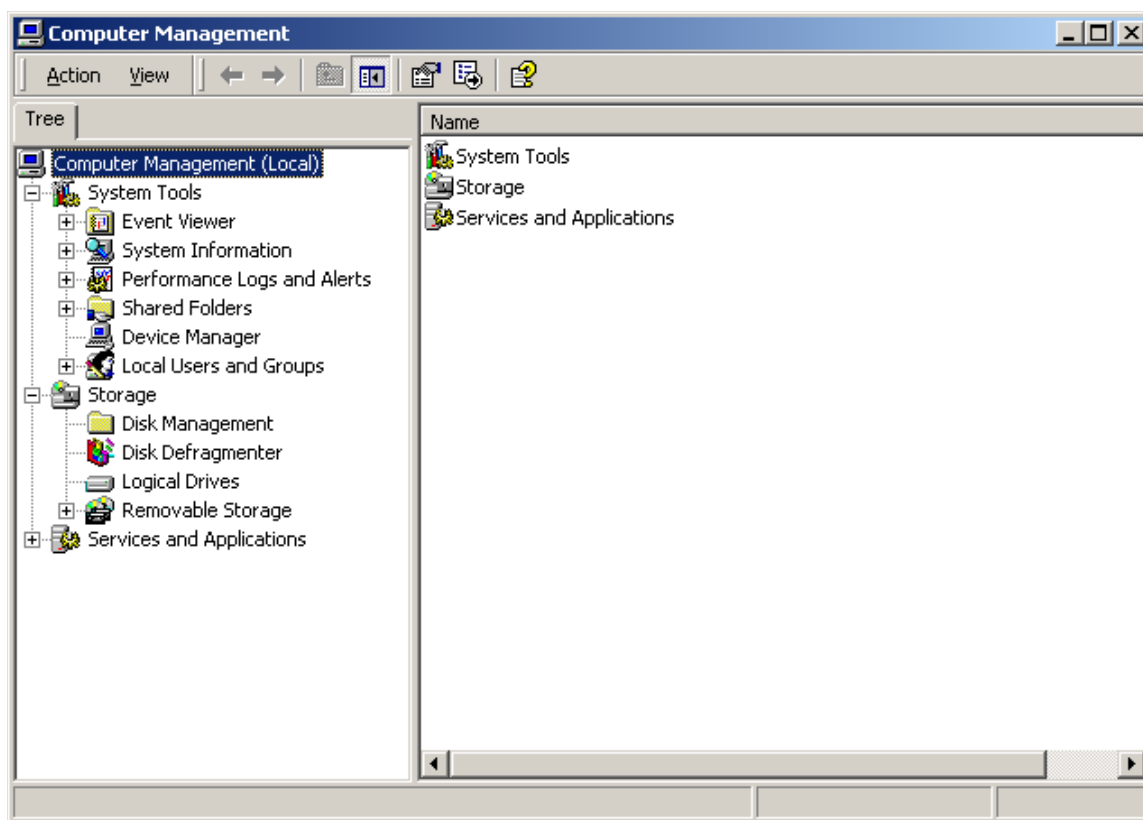 Computer Management
Action View
Tree
Name
Computer Management (Local)
System Tools
Event Viewer
System Information
Performance Logs and Alerts
Shared Folders
Device Manager
Local Users and Groups
Storage
Disk Management
Disk Defragmenter
Logical Drives
Removable Storage
Services and Applications
System Tools
Storage
Services and Applications